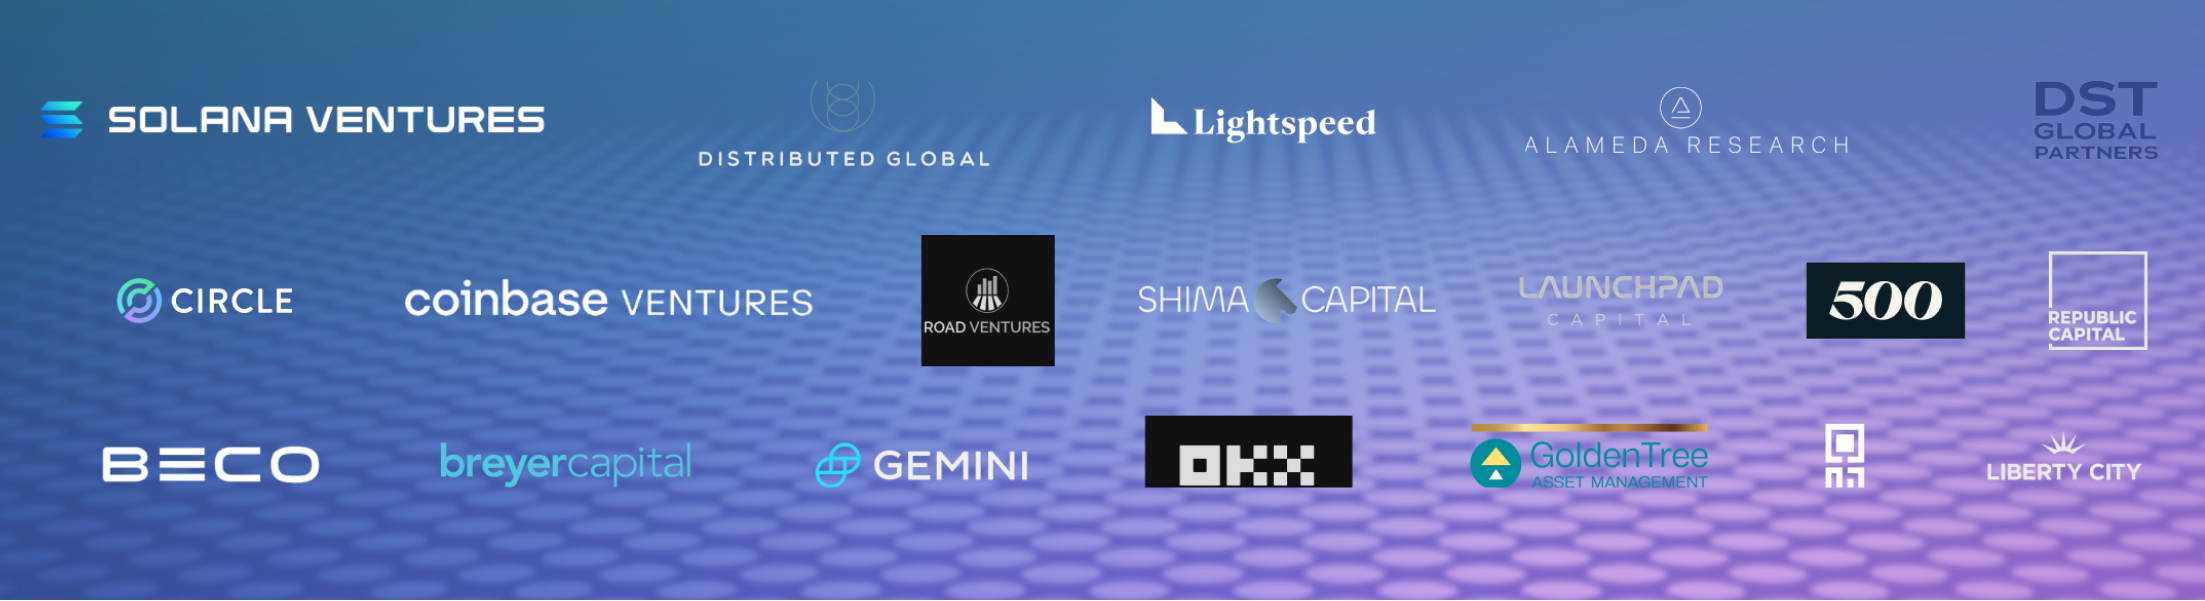 SOLANA VENTURES
DISTRIBUTED GLOBAL
Lightspeed
ALAMEDA RESEARCH
DST
GLOBAL
PARTNERS
CIRCLE
coinbase VENTURES
ROAD VENTURES
SHIMA CAPITAL
LAUNCHPAD
CAPITAL
500
REPUBLIC
CAPITAL
BECO
breyercapital
GEMINI
OKX
GoldenTree
ASSET MANAGEMENT
LIBERTY CITY